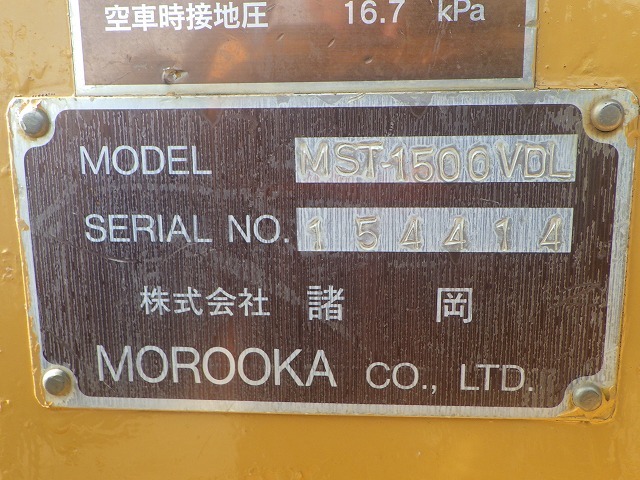 空車時接地圧 16.7 kPa
MODEL MST-1500VDL
SERIAL NO. 154414
株式会社 諸 岡
MOROOKA CO., LTD.